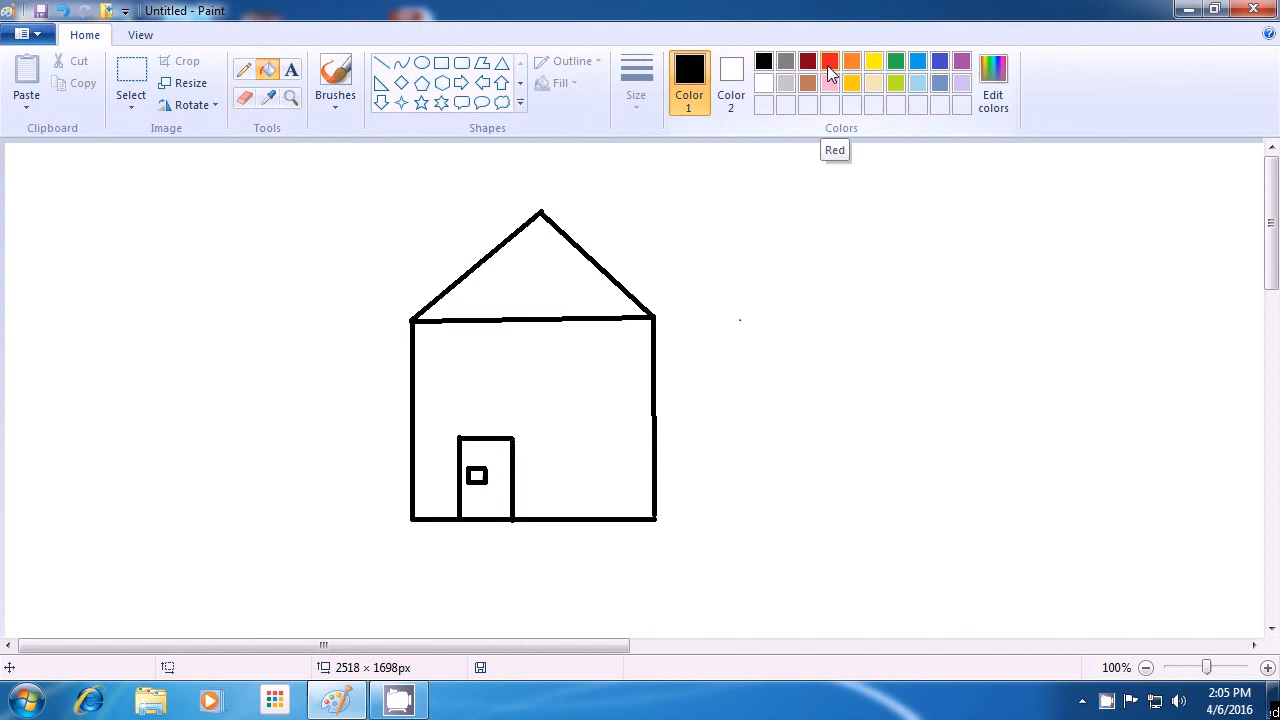 Untitled - Paint
Home View
Paste
Cut
Copy
Clipboard
Select
Crop
Resize
Rotate
Image
A
Tools
Brushes
Outline
Fill
Shapes
Size
Color 1
Color 2
Edit colors
Colors
Red
2518 × 1698px
100%
2:05 PM
4/6/2016